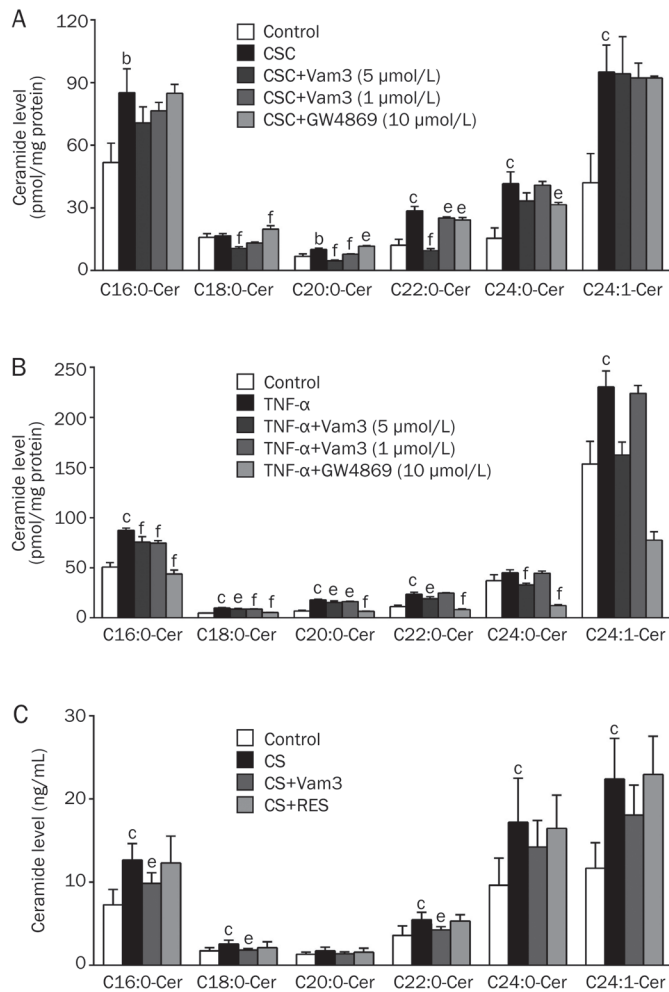 A
120
90
60
30
0
Ceramide level
(pmol/mg protein)
Control
CSC
CSC+Vam3 (5 μmol/L)
CSC+Vam3 (1 μmol/L)
CSC+GW4869 (10 μmol/L)
b
f
f
b
f
f
e
c
f
e
e
c
e
c
C16:0-Cer C18:0-Cer C20:0-Cer C22:0-Cer C24:0-Cer C24:1-Cer
B
250
200
150
100
50
0
Ceramide level
(pmol/mg protein)
Control
TNF-α
TNF-α+Vam3 (5 μmol/L)
TNF-α+Vam3 (1 μmol/L)
TNF-α+GW4869 (10 μmol/L)
c
f
f
f
c
e
f
f
c
e
e
f
c
e
f
f
f
c
C16:0-Cer C18:0-Cer C20:0-Cer C22:0-Cer C24:0-Cer C24:1-Cer
C
30
20
10
0
Ceramide level (ng/mL)
Control
CS
CS+Vam3
CS+RES
c
e
c
e
c
e
c
c
C16:0-Cer C18:0-Cer C20:0-Cer C22:0-Cer C24:0-Cer C24:1-Cer